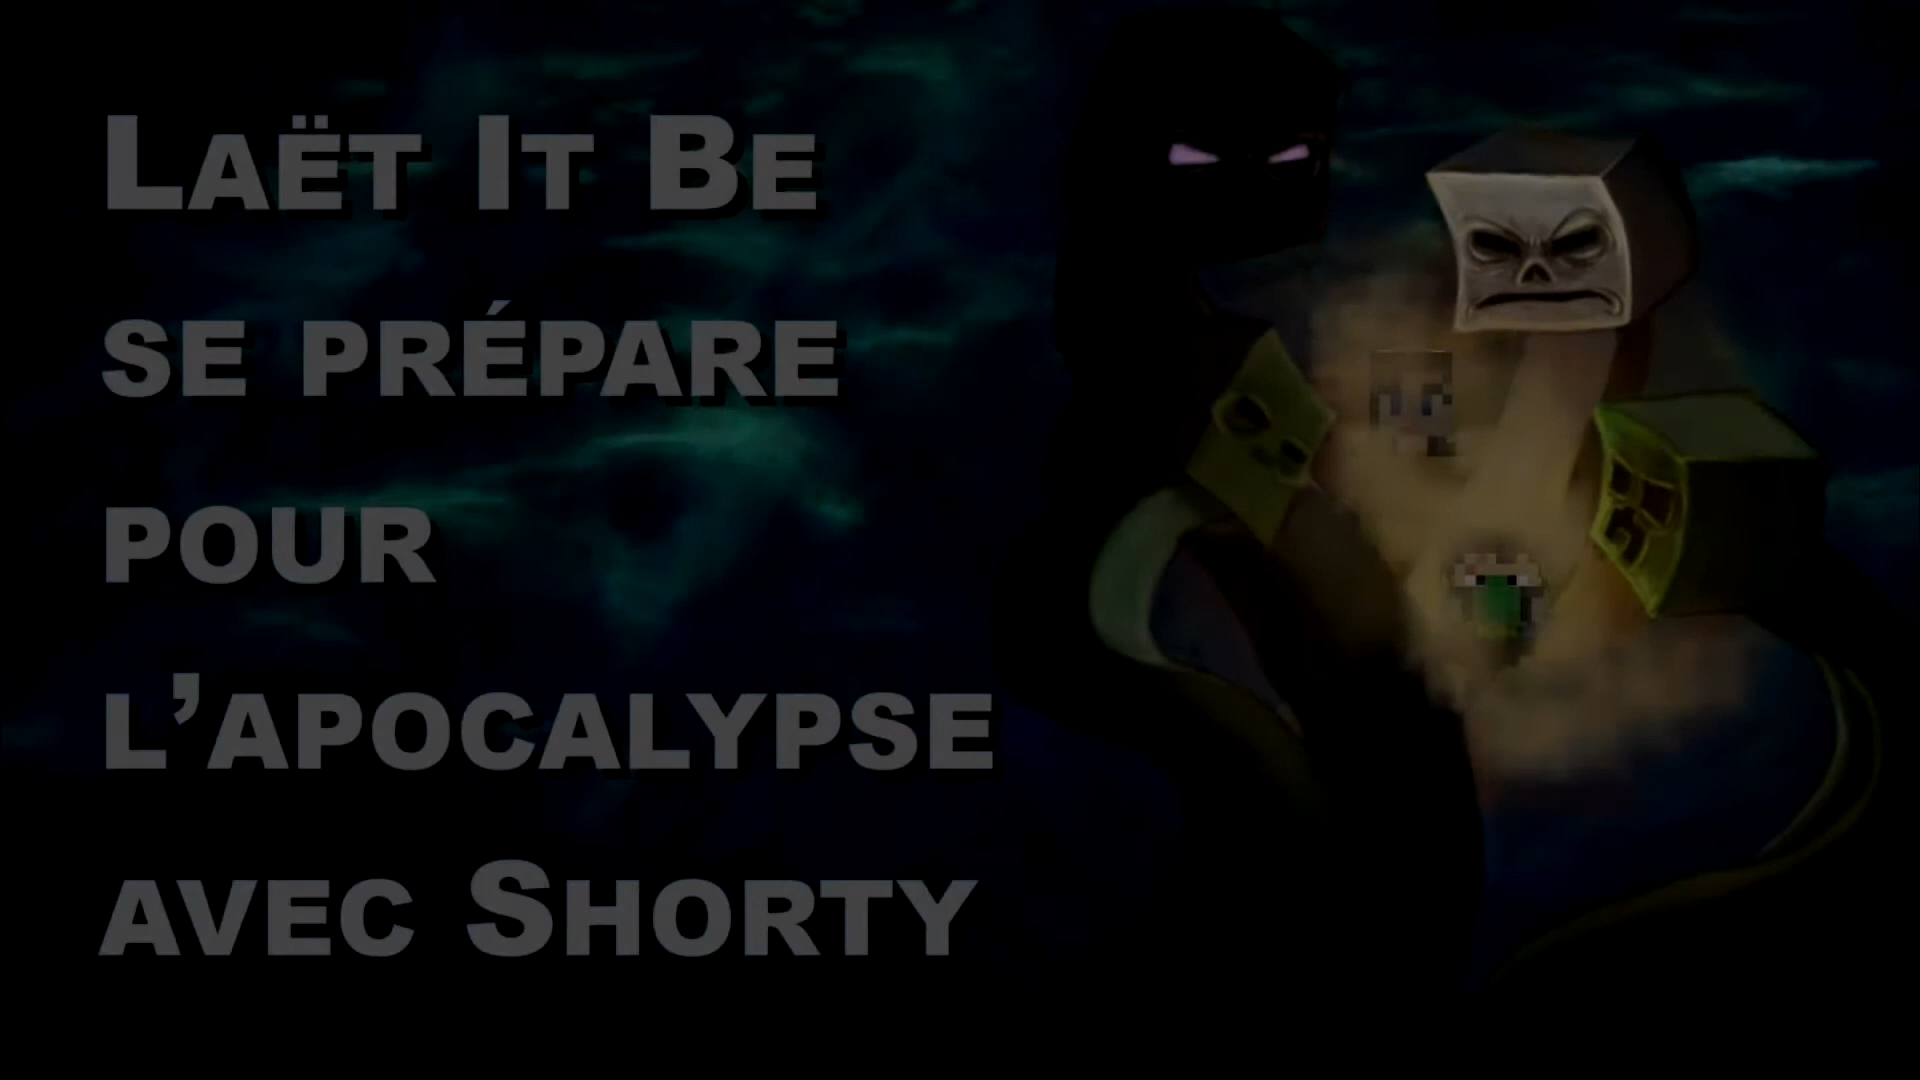 Laët It Be
se prépare
pour
l’apocalypse
avec Shorty